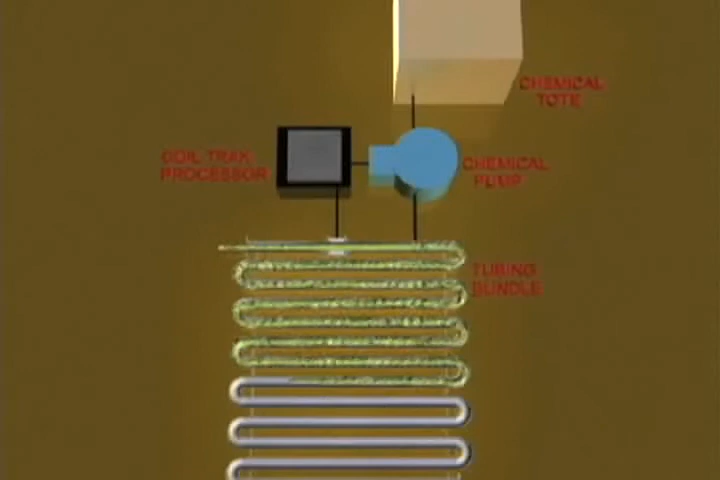 CHEMICAL
TOTE
COIL TRAK
PROCESSOR
CHEMICAL
PUMP
TUBING
BUNDLE